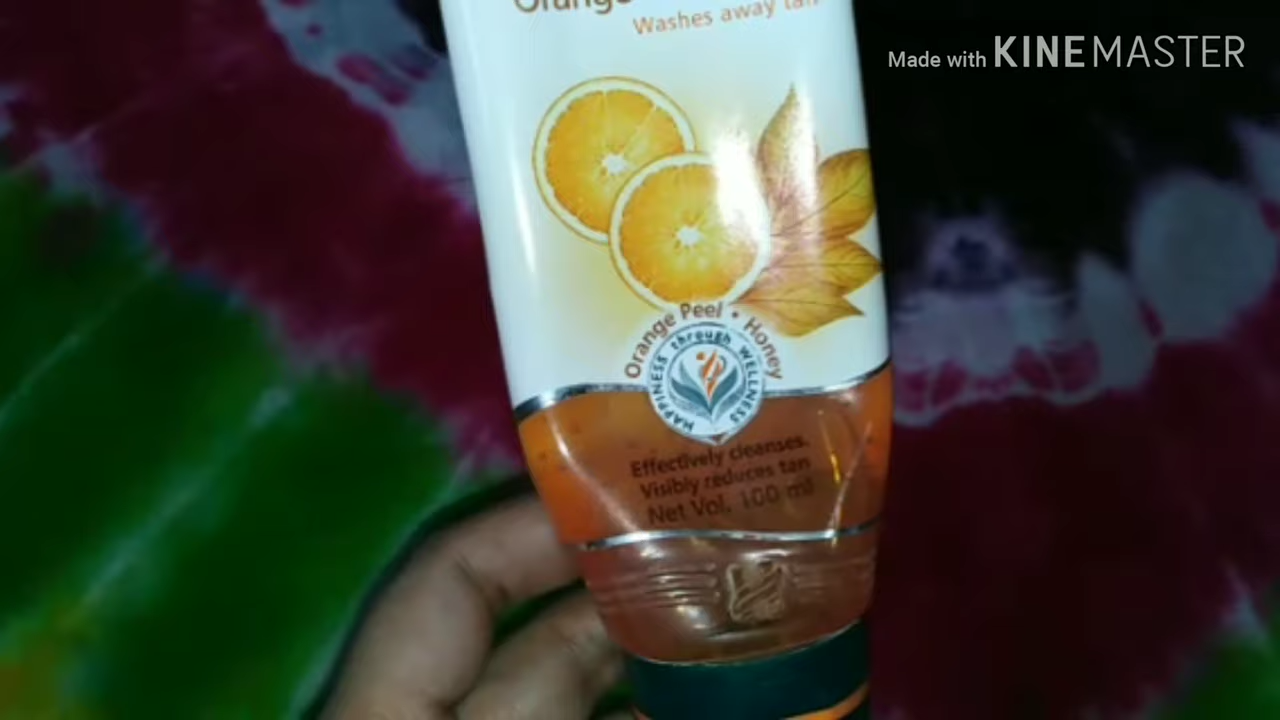 Orange
Washes away tan
Made with KINEMASTER
Orange Peel • Honey
HAPPINESS through WELLNESS
Effectively cleanses.
Visibly reduces tan
Net Vol. 100 ml